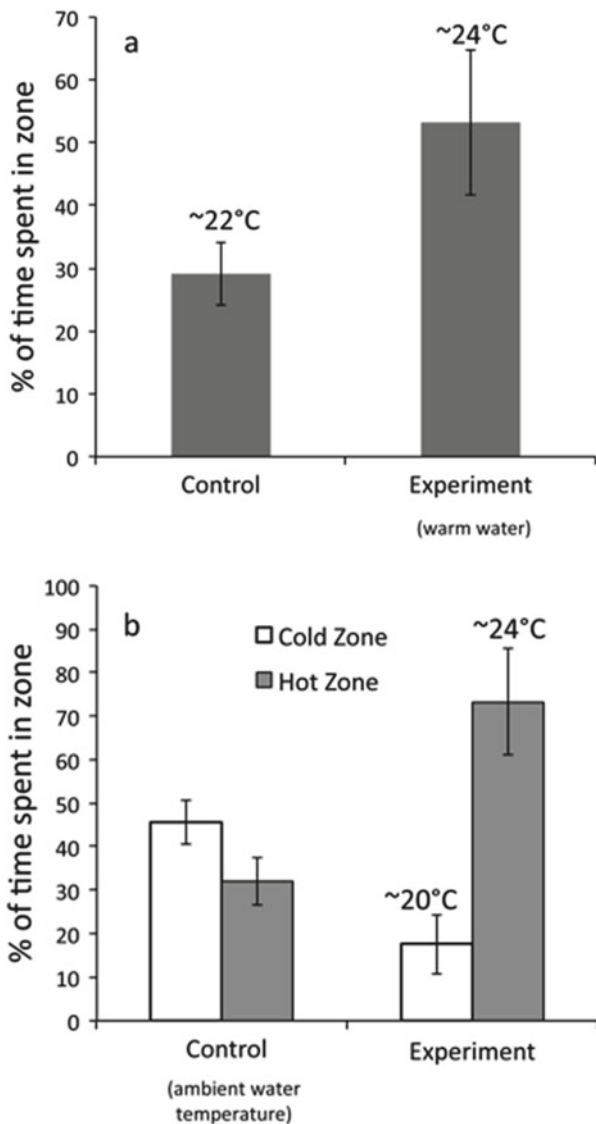 % of time spent in zone
70
60
50
40
30
20
10
0
a
~22°C
~24°C
Control
Experiment
(warm water)
% of time spent in zone
100
90
80
70
60
50
40
30
20
10
0
b
Cold Zone
Hot Zone
~24°C
~20°C
Control
Experiment
(ambient water
temperature)